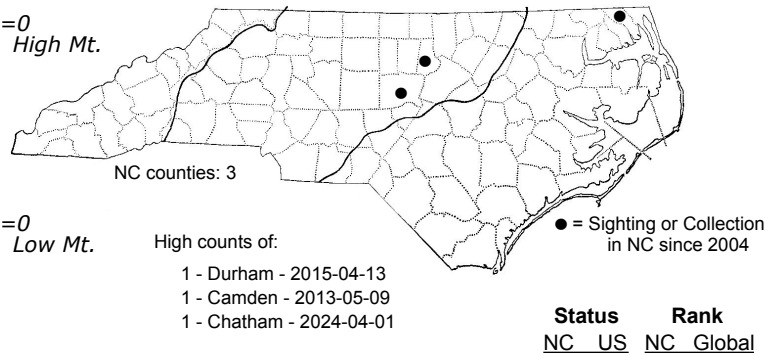 =0
High Mt.
NC counties: 3
=0
Low Mt.
High counts of:
1 - Durham - 2015-04-13
1 - Camden - 2013-05-09
1 - Chatham - 2024-04-01
● = Sighting or Collection
in NC since 2004
Status Rank
NC US NC Global